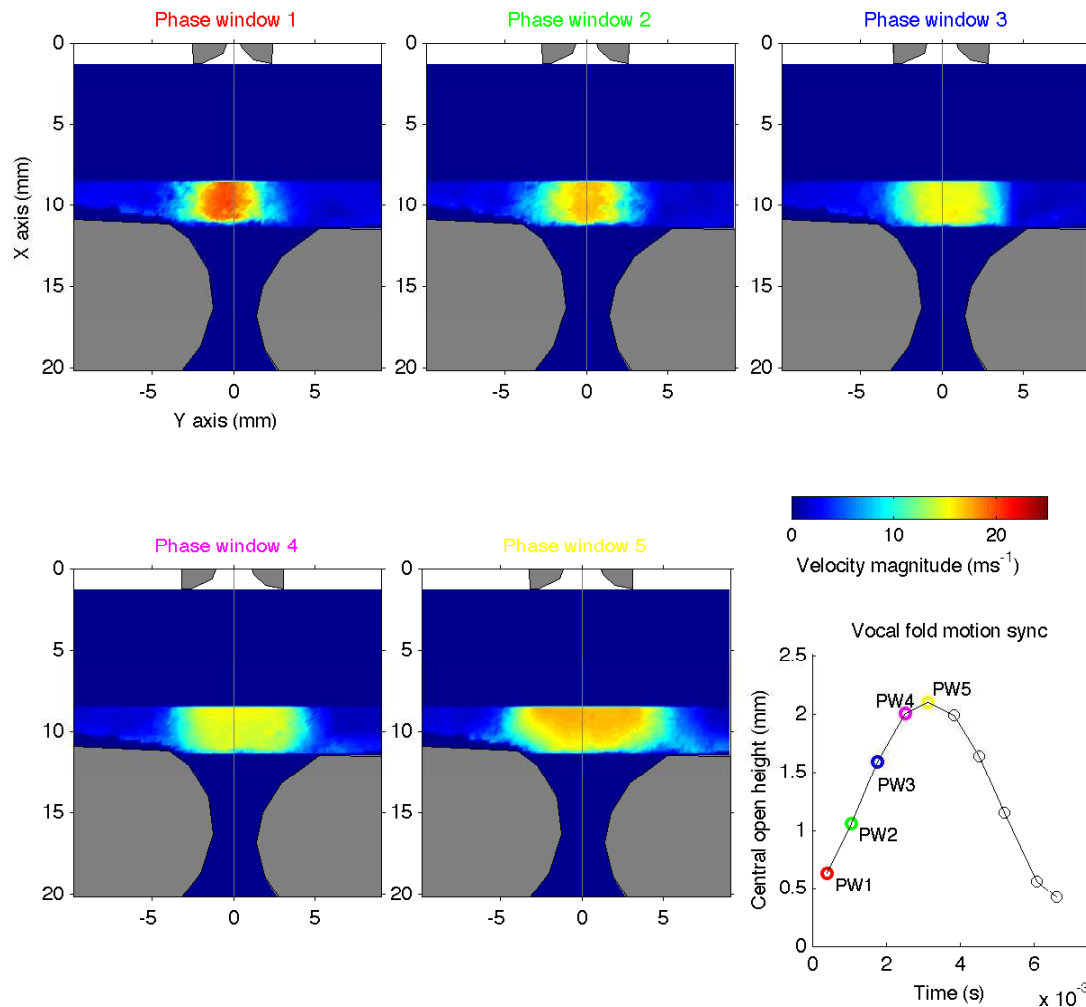 Phase window 1
Phase window 2
Phase window 3
0
5
10
15
20
X axis (mm)
-5 0 5
Y axis (mm)
0
5
10
15
20
-5 0 5
0
5
10
15
20
-5 0 5
Phase window 4
Phase window 5
0
5
10
15
20
-5 0 5
0
5
10
15
20
-5 0 5
0 10 20
Velocity magnitude (ms⁻¹)
Vocal fold motion sync
2.5
2
1.5
1
0.5
0
Central open height (mm)
PW4
PW5
PW3
PW2
PW1
0 2 4 6
x 10
Time (s)